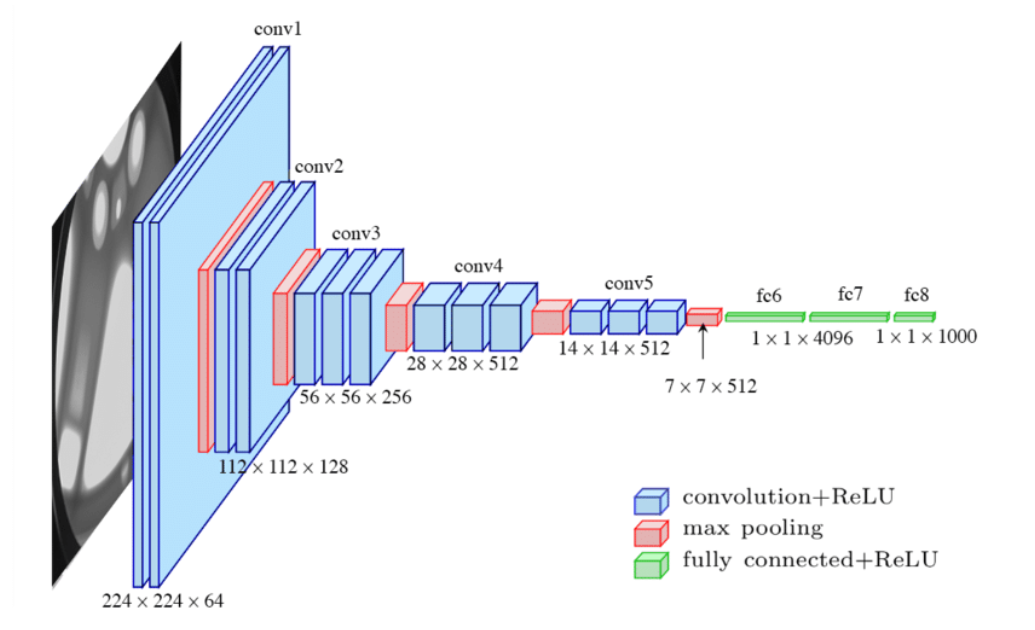 conv1
conv2
conv3
conv4
conv5
fc6
fc7
fc8
1 × 1 × 4096
1 × 1 × 1000
14 × 14 × 512
28 × 28 × 512
7 × 7 × 512
56 × 56 × 256
112 × 112 × 128
224 × 224 × 64
convolution+ReLU
max pooling
fully connected+ReLU